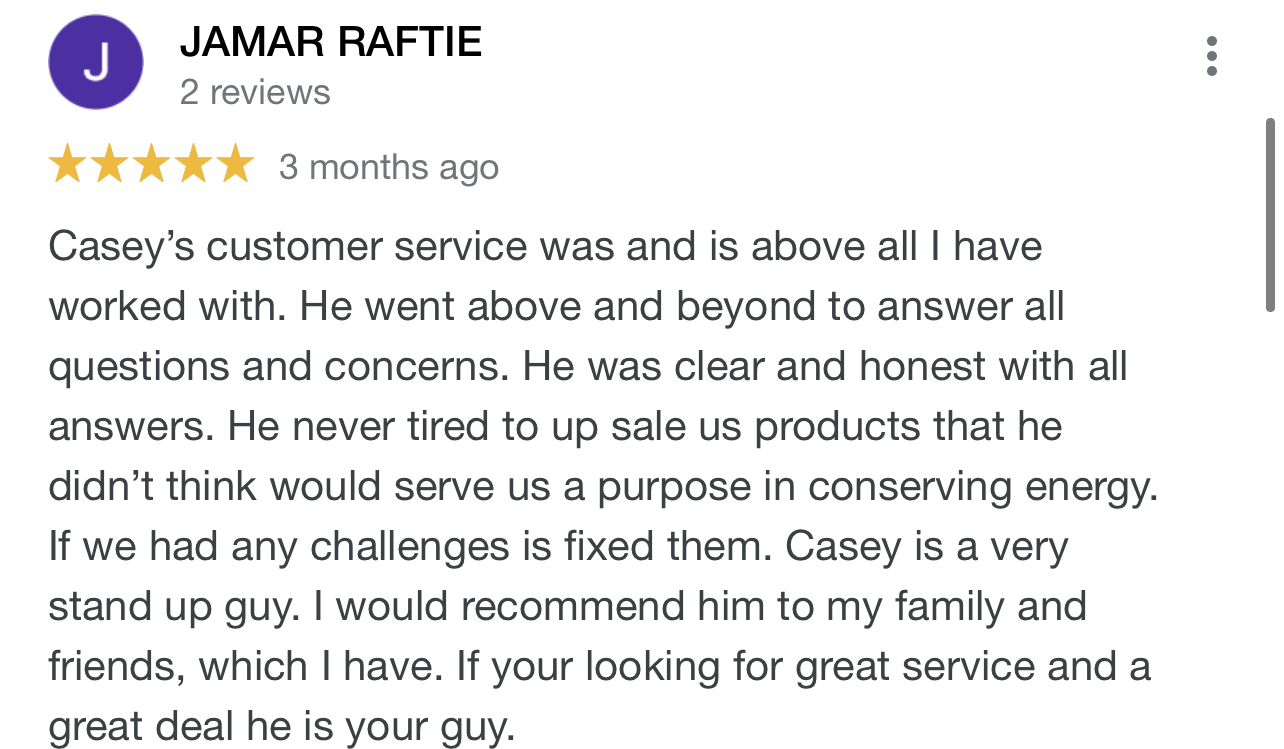 J
JAMAR RAFTIE
2 reviews
3 months ago
Casey’s customer service was and is above all I have
worked with. He went above and beyond to answer all
questions and concerns. He was clear and honest with all
answers. He never tired to up sale us products that he
didn’t think would serve us a purpose in conserving energy.
If we had any challenges is fixed them. Casey is a very
stand up guy. I would recommend him to my family and
friends, which I have. If your looking for great service and a
great deal he is your guy.